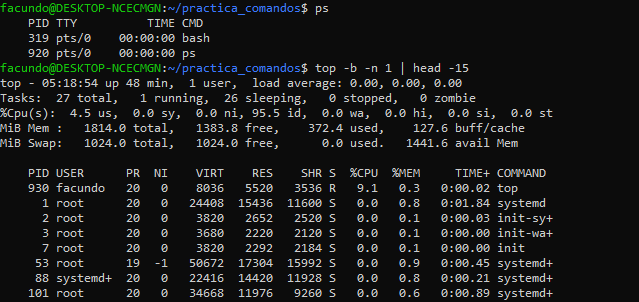 facundo@DESKTOP-NCECMGN:~/practica_comandos$ ps
    PID TTY          TIME CMD
    319 pts/0    00:00:00 bash
    920 pts/0    00:00:00 ps
facundo@DESKTOP-NCECMGN:~/practica_comandos$ top -b -n 1 | head -15
top - 05:18:54 up 48 min,  1 user,  load average: 0.00, 0.00, 0.00
Tasks:  27 total,   1 running,  26 sleeping,   0 stopped,   0 zombie
%Cpu(s):  4.5 us,  0.0 sy,  0.0 ni, 95.5 id,  0.0 wa,  0.0 hi,  0.0 si,  0.0 st
MiB Mem :   1814.0 total,   1383.8 free,    372.4 used,    127.6 buff/cache
MiB Swap:   1024.0 total,   1024.0 free,      0.0 used.   1441.6 avail Mem

    PID USER      PR  NI    VIRT    RES    SHR S  %CPU  %MEM     TIME+ COMMAND
    930 facundo   20   0    8036   5520   3536 R   9.1   0.3   0:00.02 top
      1 root      20   0   24408  15436  11600 S   0.0   0.8   0:01.84 systemd
      2 root      20   0    3820   2652   2520 S   0.0   0.1   0:00.03 init-sy+
      3 root      20   0    3680   2220   2120 S   0.0   0.1   0:00.00 init-wa+
      7 root      20   0    3820   2292   2184 S   0.0   0.1   0:00.00 init
     53 root      19  -1   50672  17304  15992 S   0.0   0.9   0:00.45 systemd+
     88 systemd+  20   0   22416  14420  11928 S   0.0   0.8   0:00.21 systemd+
    101 root      20   0   34668  11976   9260 S   0.0   0.6   0:00.89 systemd+